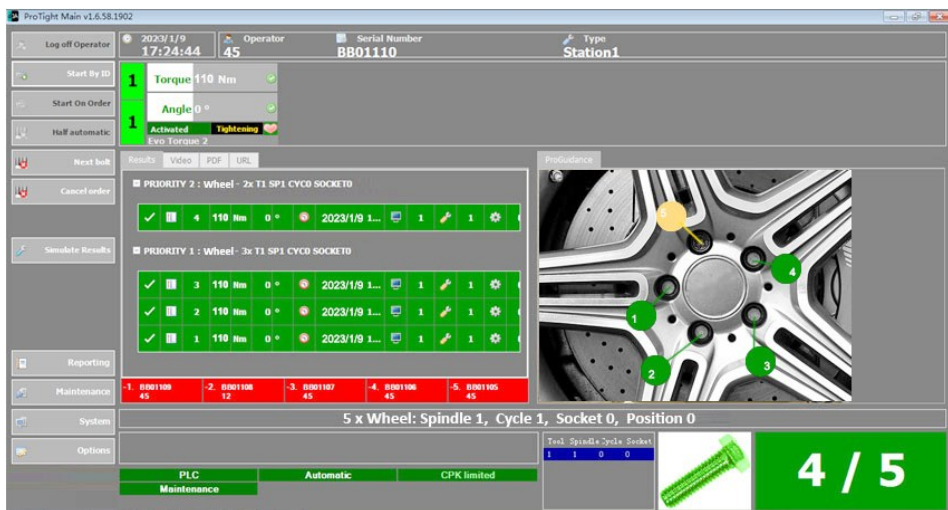 ProTight Main v1.6.58.1902
Log off Operator
Start By ID
Start On Order
Half automatic
Next bolt
Cancel order
Simulate Results
Reporting
Maintenance
System
Options
2023/1/9
17:24:44
Operator
45
Serial Number
BB01110
Type
Station1
1 Torque 110 Nm
1 Angle 0 °
Activated Tightening
Evo Torque 2
Results Video PDF URL
PRIORITY 2 : Wheel - 2x T1 SP1 CYC0 SOCKET0
4 110 Nm 0 ° 2023/1/9 1... 1 1
PRIORITY 1 : Wheel - 3x T1 SP1 CYC0 SOCKET0
3 110 Nm 0 ° 2023/1/9 1... 1 1
2 110 Nm 0 ° 2023/1/9 1... 1 1
1 110 Nm 0 ° 2023/1/9 1... 1 1
-1. BB01109 -2. BB01108 -3. BB01107 -4. BB01106 -5. BB01105
45 12 45 45 45
ProGuidance
5
4
1
2
3
5 x Wheel: Spindle 1, Cycle 1, Socket 0, Position 0
Tool Spindle Cycle Socket
1 1 0 0
4 / 5
PLC Automatic CPK limited
Maintenance